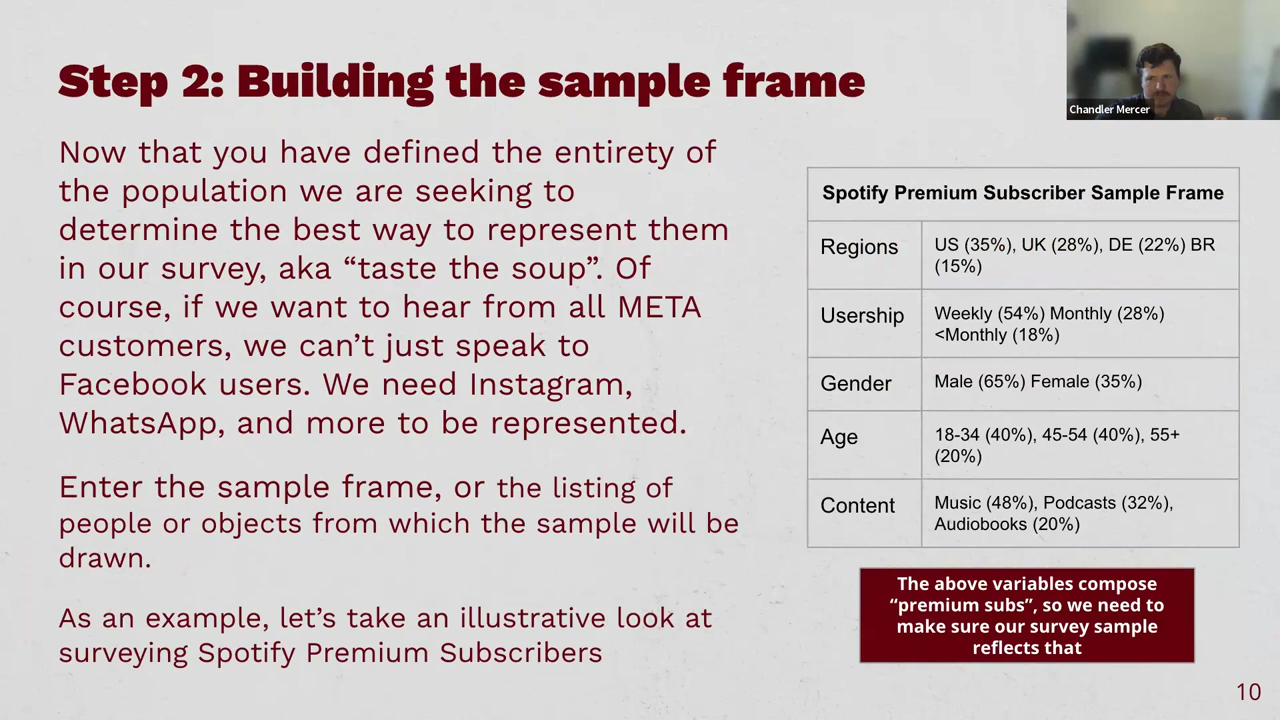 Step 2: Building the sample frame
Chandler Mercer
Now that you have defined the entirety of
the population we are seeking to
determine the best way to represent them
in our survey, aka “taste the soup”. Of
course, if we want to hear from all META
customers, we can’t just speak to
Facebook users. We need Instagram,
WhatsApp, and more to be represented.
Enter the sample frame, or the listing of
people or objects from which the sample will be
drawn.
As an example, let’s take an illustrative look at
surveying Spotify Premium Subscribers
Spotify Premium Subscriber Sample Frame
Regions
US (35%), UK (28%), DE (22%) BR
(15%)
Usership
Weekly (54%) Monthly (28%)
<Monthly (18%)
Gender
Male (65%) Female (35%)
Age
18-34 (40%), 45-54 (40%), 55+
(20%)
Content
Music (48%), Podcasts (32%),
Audiobooks (20%)
The above variables compose
“premium subs”, so we need to
make sure our survey sample
reflects that
10